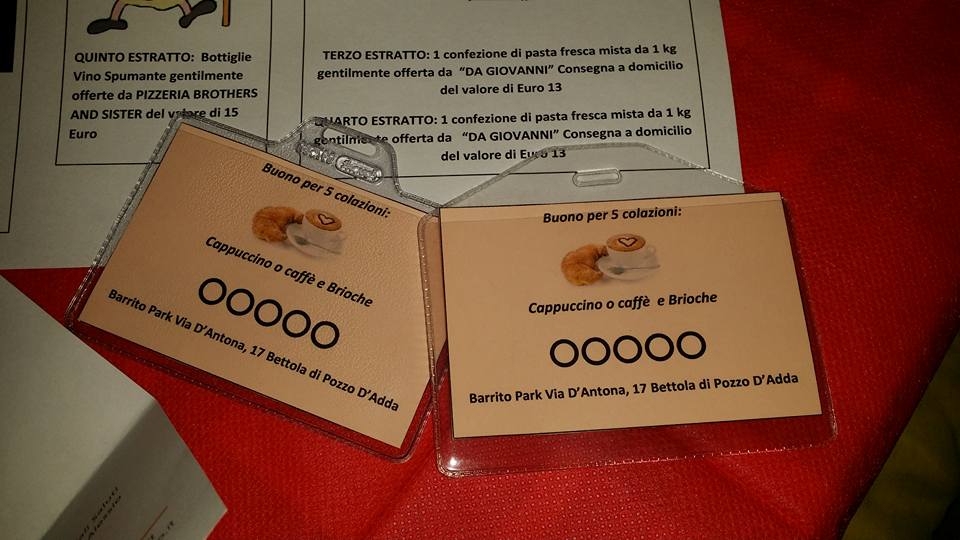 QUINTO ESTRATTO: Bottiglie
Vino Spumante gentilmente
offerte da PIZZERIA BROTHERS
AND SISTER del valore di 15
Euro
TERZO ESTRATTO: 1 confezione di pasta fresca mista da 1 kg
gentilmente offerta da "DA GIOVANNI" Consegna a domicilio
del valore di Euro 13
QUARTO ESTRATTO: 1 confezione di pasta fresca mista da 1 kg
gentilmente offerta da "DA GIOVANNI" Consegna a domicilio
del valore di Euro 13
Buono per 5 colazioni:
Cappuccino o caffè e Brioche
Barrito Park Via D'Antona, 17 Bettola di Pozzo D'Adda
Buono per 5 colazioni:
Cappuccino o caffè e Brioche
Barrito Park Via D'Antona, 17 Bettola di Pozzo D'Adda
Saluti